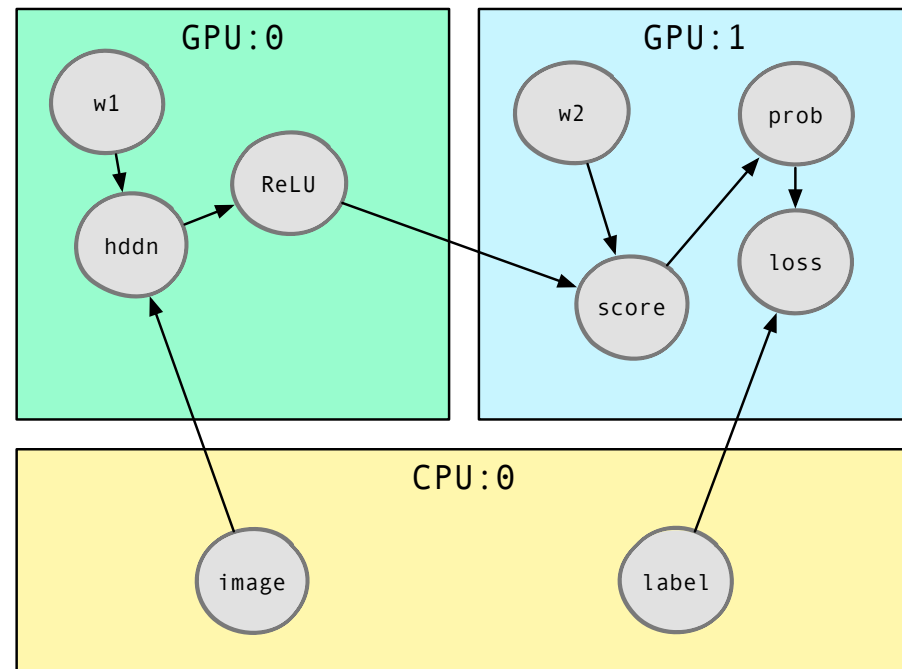 GPU:0
w1
ReLU
hddn
GPU:1
w2
prob
loss
score
CPU:0
image
label